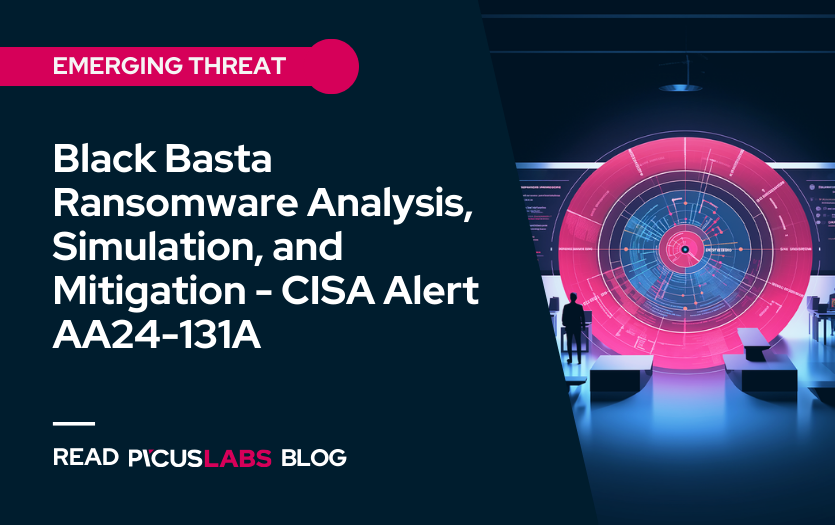 EMERGING THREAT
Black Basta
Ransomware Analysis,
Simulation, and
Mitigation - CISA Alert
AA24-131A
READ PICUSLABS BLOG